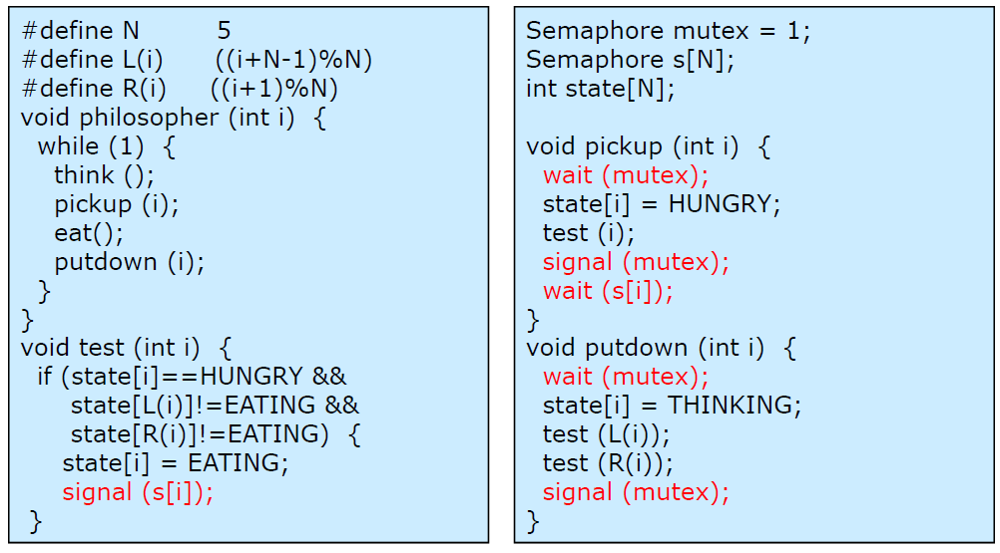 #define N 5
#define L(i) ((i+N-1)%N)
#define R(i) ((i+1)%N)
void philosopher (int i) {
while (1) {
think ();
pickup (i);
eat();
putdown (i);
}
}
void test (int i) {
if (state[i]==HUNGRY &&
state[L(i)]!=EATING &&
state[R(i)]!=EATING) {
state[i] = EATING;
signal (s[i]);
}
Semaphore mutex = 1;
Semaphore s[N];
int state[N];
void pickup (int i) {
wait (mutex);
state[i] = HUNGRY;
test (i);
signal (mutex);
wait (s[i]);
}
void putdown (int i) {
wait (mutex);
state[i] = THINKING;
test (L(i));
test (R(i));
signal (mutex);
}